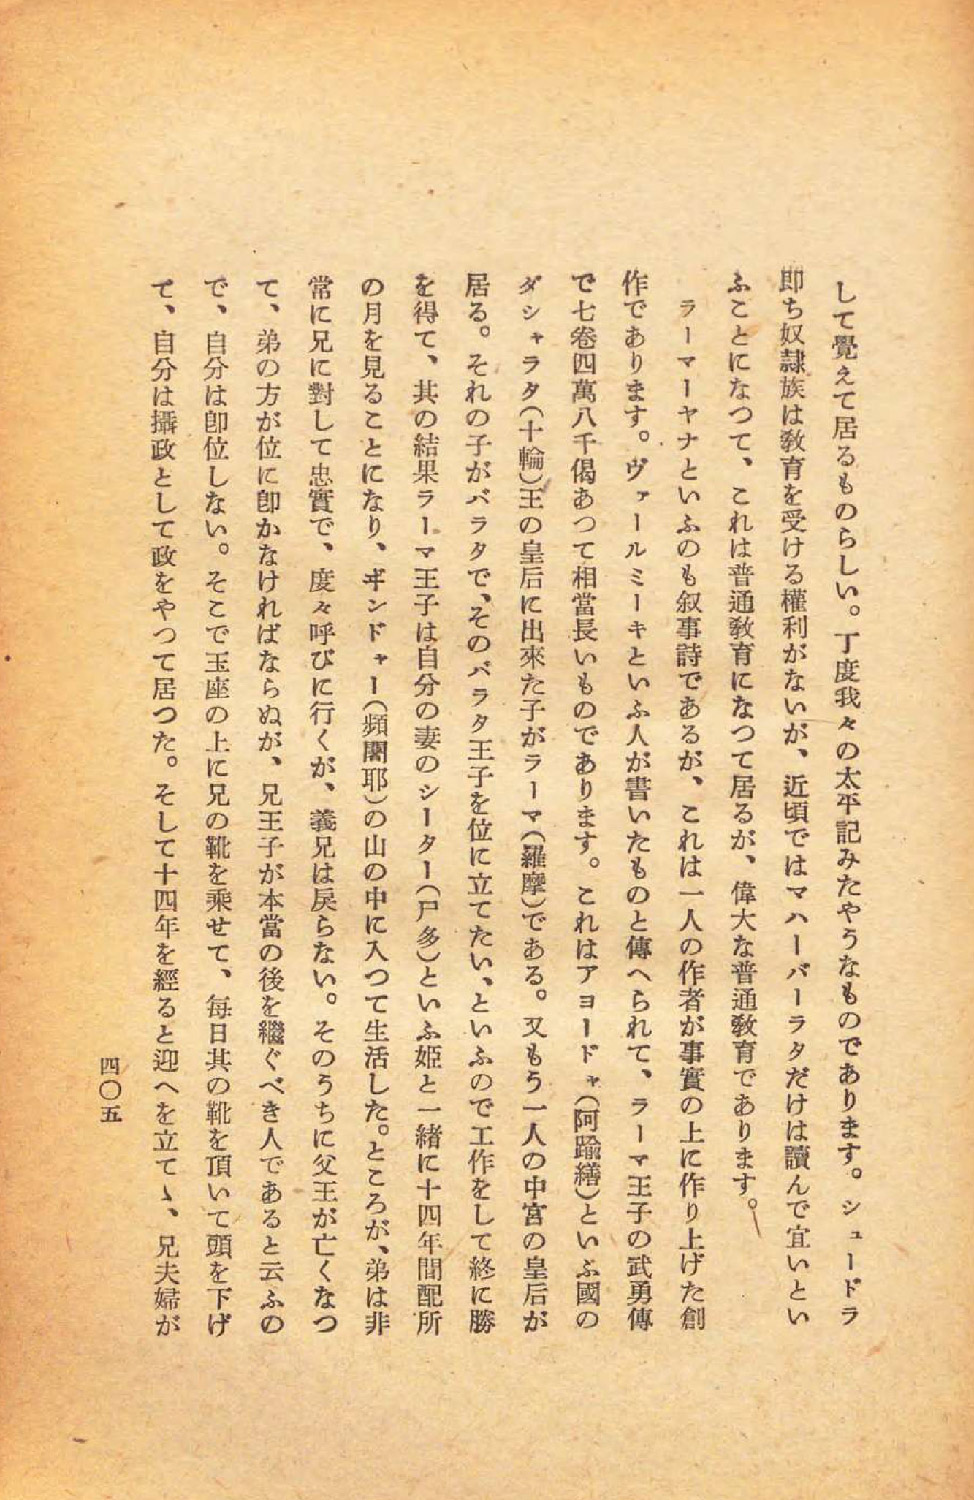 して覺えて居るものらしい。丁度我々の太平記みたやうなものであります。シュードラ
即ち奴隷族は敎育を受ける權利がないが、近頃ではマハーバーラタだけは讀んで宜いとい
ふことになつて、これは普通敎育になつて居るが、偉大な普通敎育であります。
ラーマーヤナといふのも叙事詩であるが、これは一人の作者が事實の上に作り上げた創
作であります。ヴァールミーキといふ人が書いたものと傳へられて、ラーマ王子の武勇傳
で七卷四萬八千偈あつて相當長いものであります。これはアヨードャ(阿踰繕)といふ國の
ダシャラタ(十輪)王の皇后に出來た子がラーマ(羅摩)である。又もう一人の中宮の皇后が
居る。それの子がバラタで、そのバラタ王子を位に立てたい、といふので工作をして終に勝
を得て、其の結果ラーマ王子は自分の妻のシーター(尸多)といふ姫と一緖に十四年間配所
の月を見ることになり、ヸンドャー(頻闍耶)の山の中に入つて生活した。ところが、弟は非
常に兄に對して忠實で、度々呼びに行くが、義兄は戻らない。そのうちに父王が亡くなつ
て、弟の方が位に卽かなければならぬが、兄王子が本當の後を繼ぐべき人であると云ふの
で、自分は卽位しない。そこで玉座の上に兄の靴を乘せて、每日其の靴を頂いて頭を下げ
て、自分は攝政として政をやつて居つた。そして十四年を經ると迎へを立てゝ、兄夫婦が
四〇五